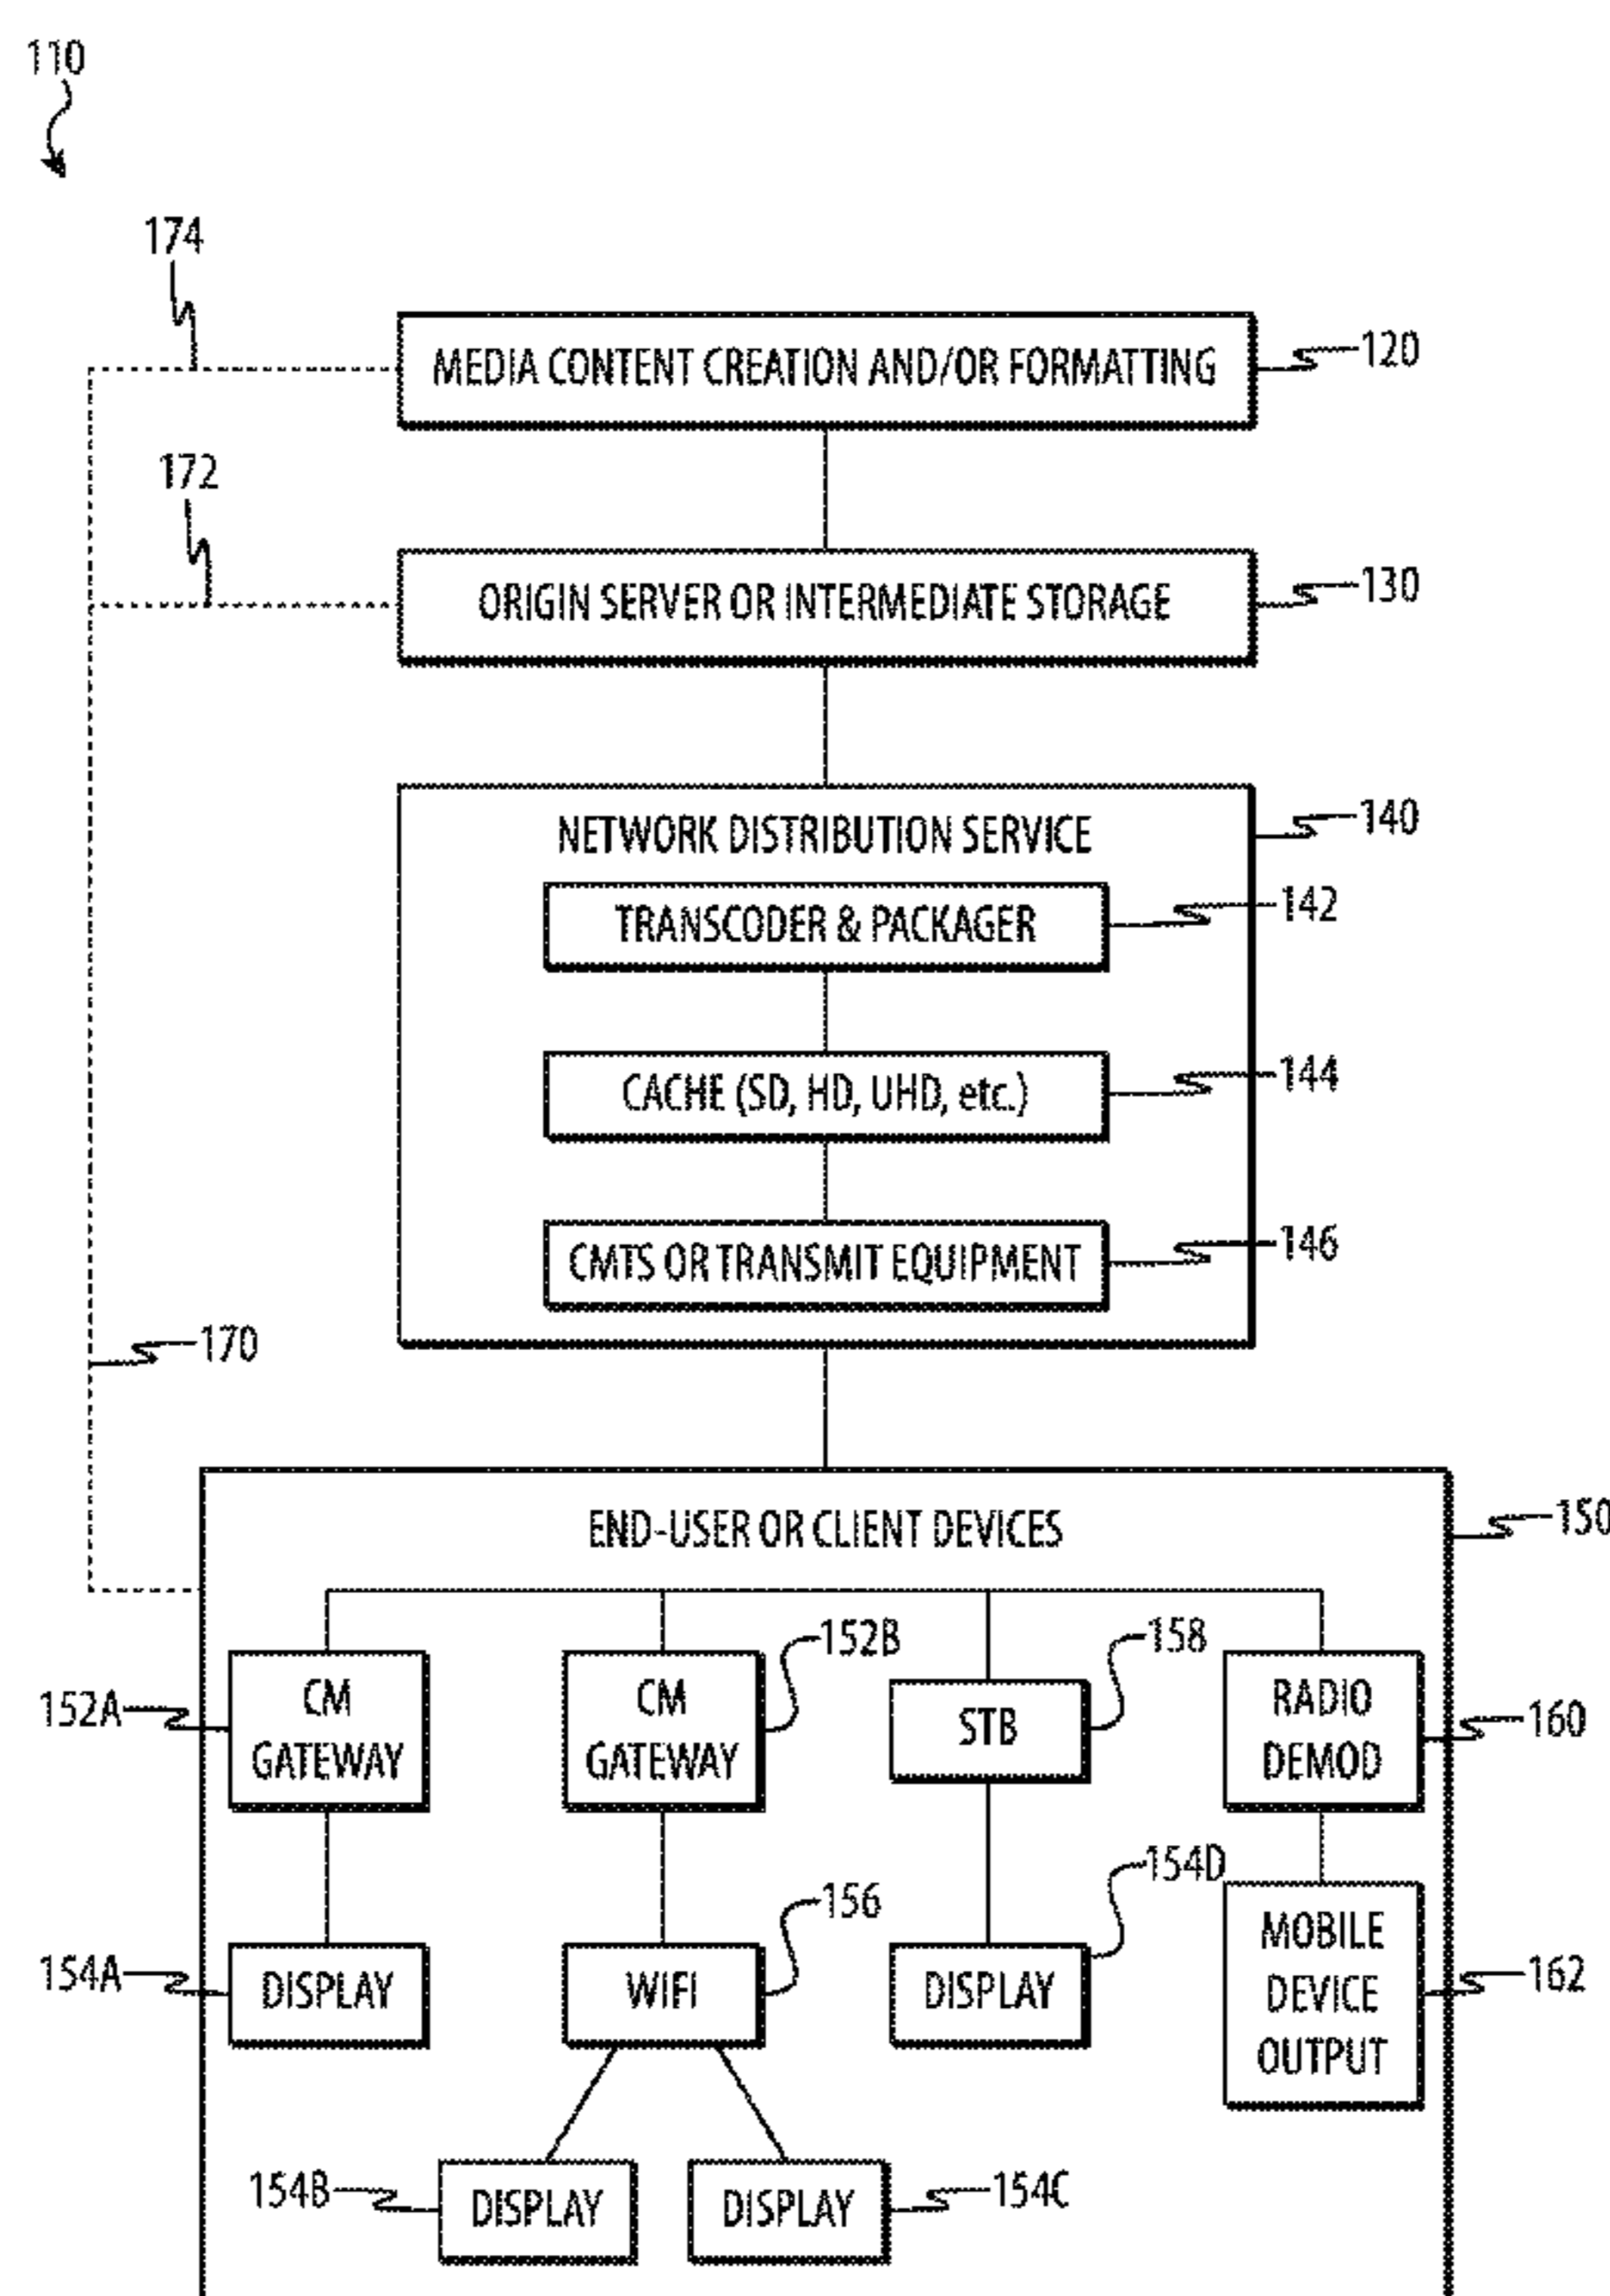 110
174
MEDIA CONTENT CREATION AND/OR FORMATTING
120
172
ORIGIN SERVER OR INTERMEDIATE STORAGE
130
NETWORK DISTRIBUTION SERVICE
140
TRANSCODER & PACKAGER
142
CACHE (SD, HD, UHD, etc.)
144
CMTS OR TRANSMIT EQUIPMENT
146
170
END-USER OR CLIENT DEVICES
150
152A
CM
GATEWAY
CM
GATEWAY
152B
STB
158
RADIO
DEMOD
160
154A
DISPLAY
WIFI
156
DISPLAY
154D
MOBILE
DEVICE
OUTPUT
162
154B
DISPLAY
DISPLAY
154C